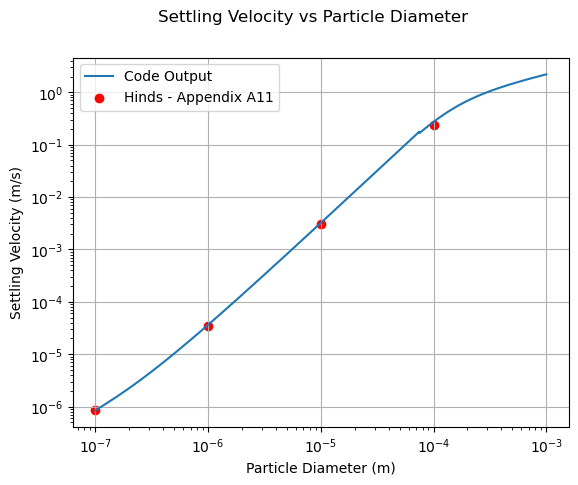 Settling Velocity vs Particle Diameter
Code Output
Hinds - Appendix A11
Settling Velocity (m/s)
10⁰
10⁻¹
10⁻²
10⁻³
10⁻⁴
10⁻⁵
10⁻⁶
10⁻⁷
10⁻⁶
10⁻⁵
10⁻⁴
10⁻³
Particle Diameter (m)